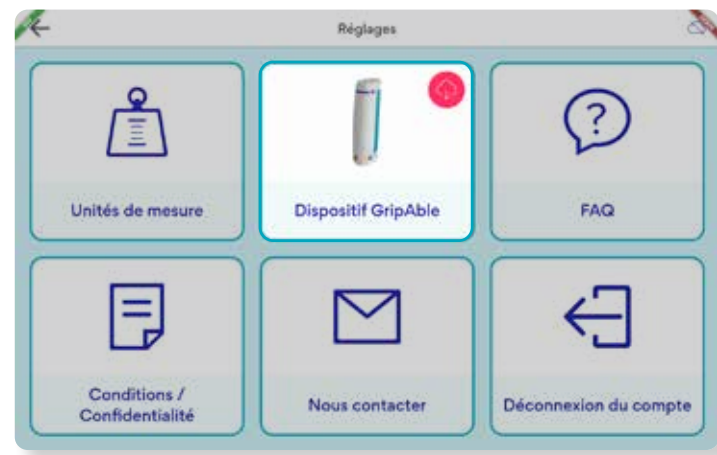 Réglages
Unités de mesure
Dispositif GripAble
FAQ
Conditions /
Confidentialité
Nous contacter
Déconnexion du compte